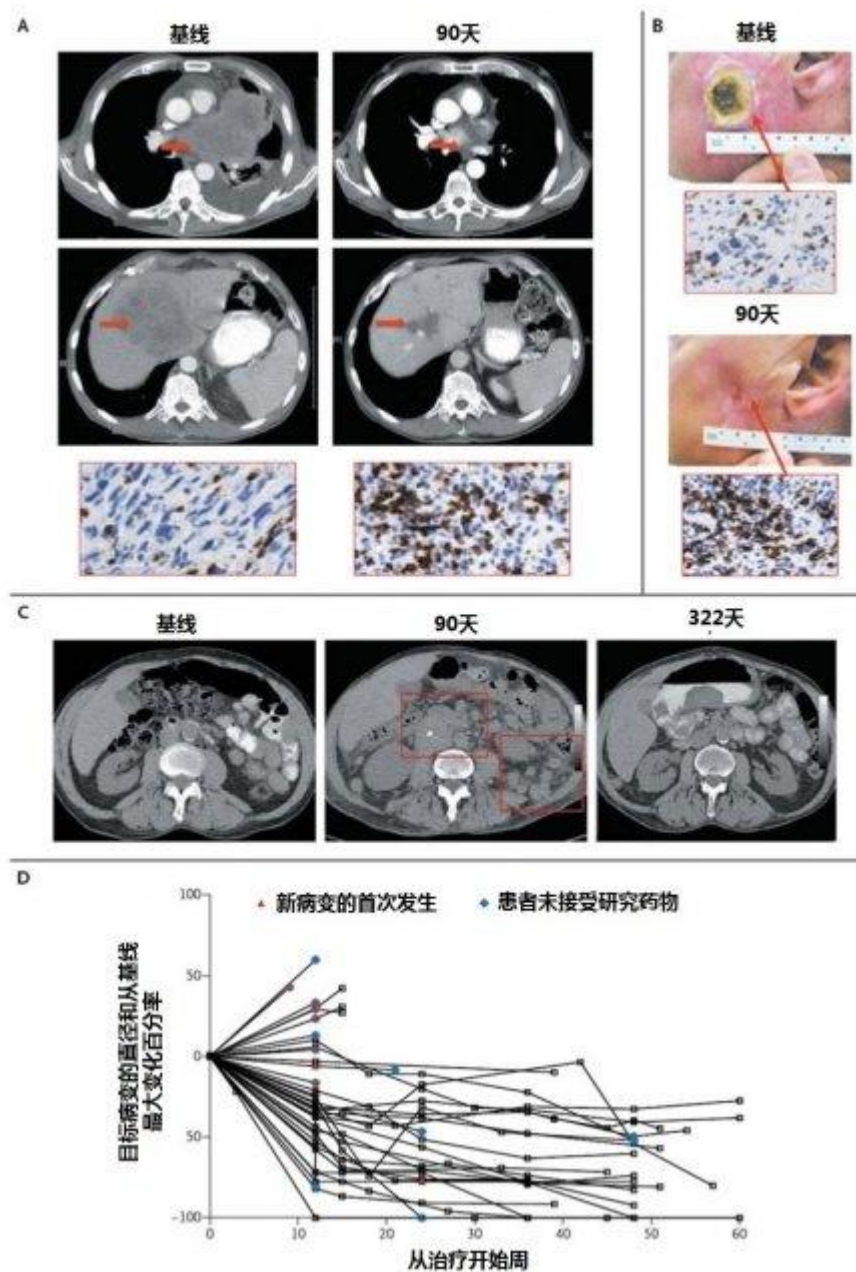 A
基线
90天
B
基线
90天
C
基线
90天
322天
D
新病变的首次发生
患者未接受研究药物
目标病变的直径和从基线
最大变化百分率
100
50
0
50
−100
0
10
20
30
40
50
60
从治疗开始周